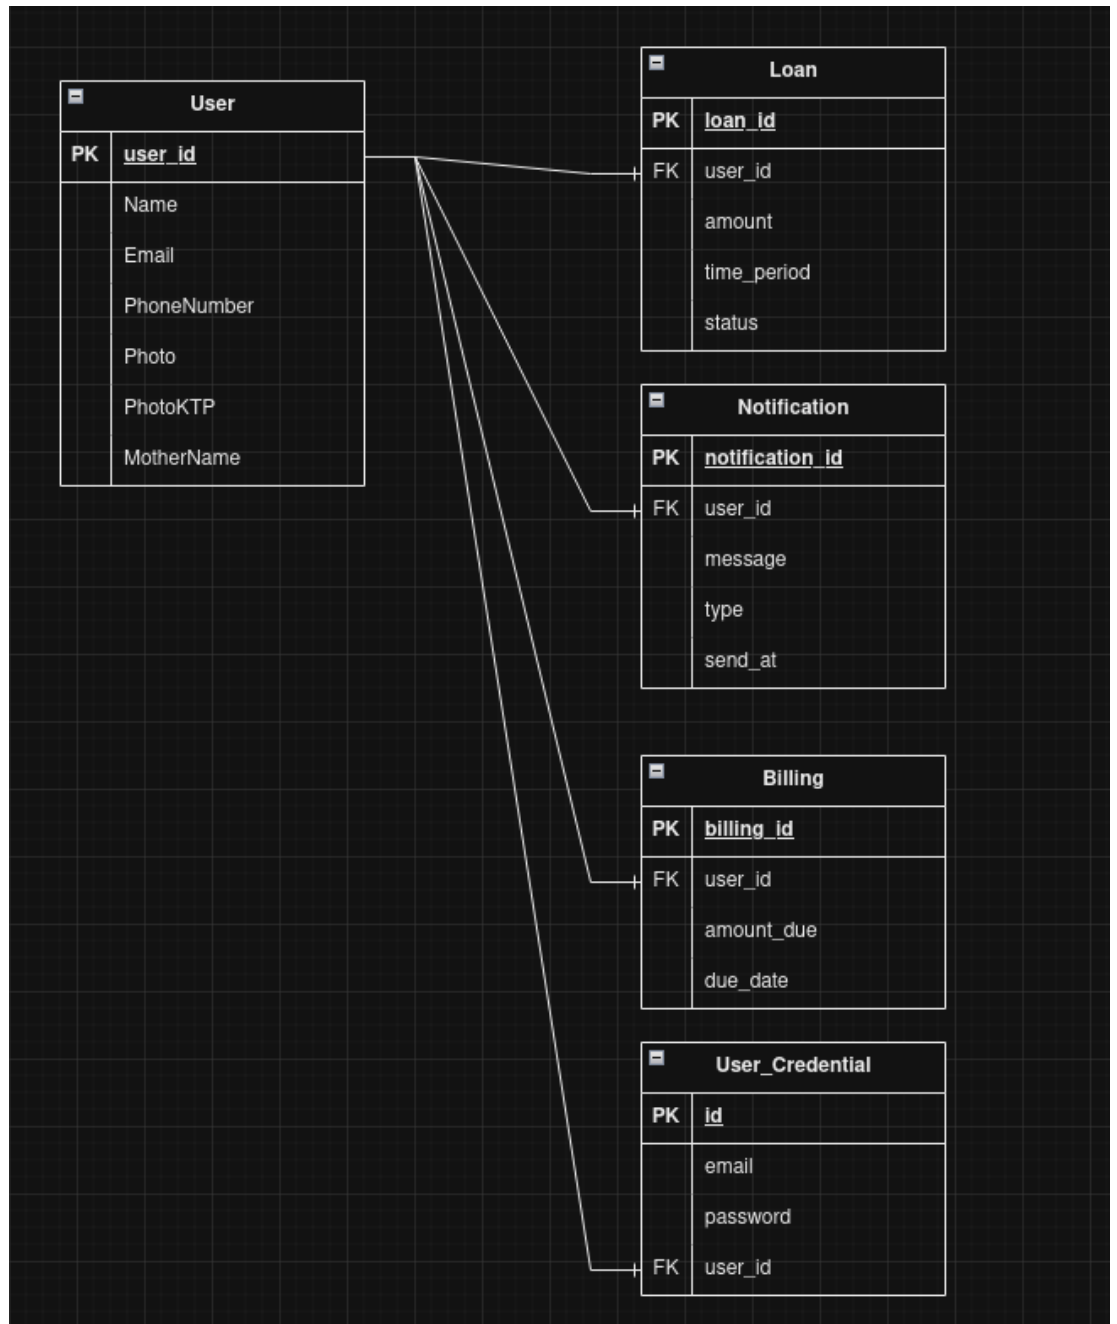 User
PK user_id
Name
Email
PhoneNumber
Photo
PhotoKTP
MotherName
Loan
PK loan_id
FK user_id
amount
time_period
status
Notification
PK notification_id
FK user_id
message
type
send_at
Billing
PK billing_id
FK user_id
amount_due
due_date
User_Credential
PK id
email
password
FK user_id